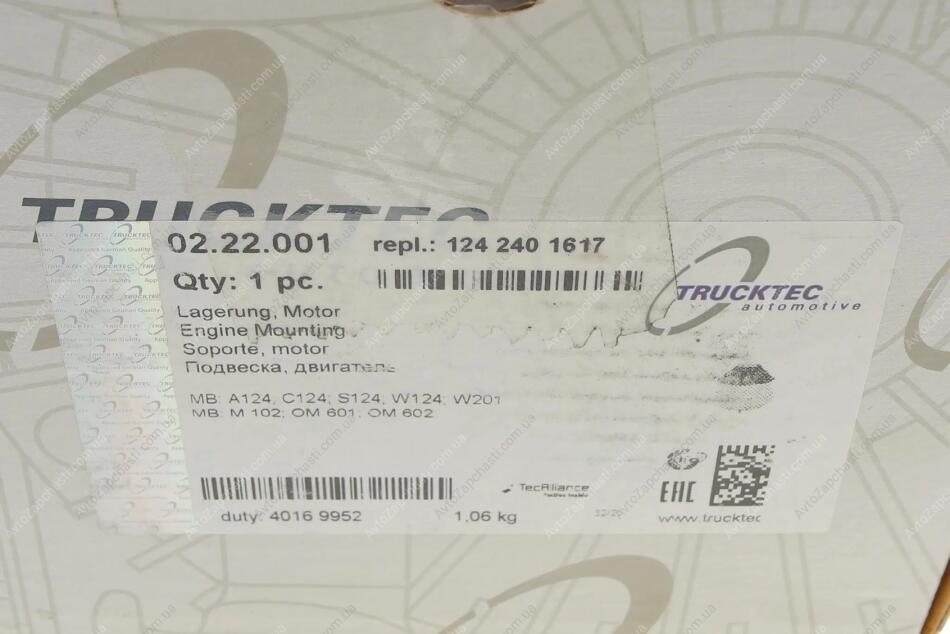 TRUCKTEC
02.22.001 repl.: 124 240 1617
Qty: 1 pc.
TRUCKTEC
automotive
Lagerung, Motor
Engine Mounting
Soporte, motor
Подвеска, двигатель
MB: A124, C124, S124, W124, W201
MB: M 102; OM 601; OM 602
TecAlliance
EAC
duty: 4016 9952 1,06 kg
www.trucktec
AvtoZapchasti.com.ua